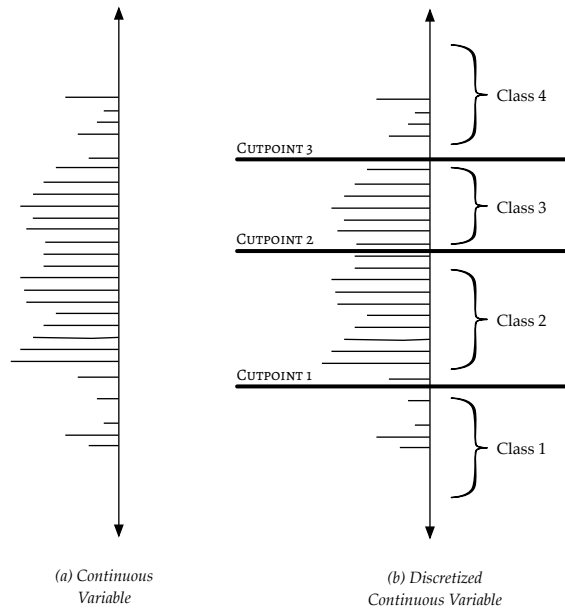 Class 4
CUTPOINT 3
Class 3
CUTPOINT 2
Class 2
CUTPOINT 1
Class 1
(a) Continuous
Variable
(b) Discretized
Continuous Variable